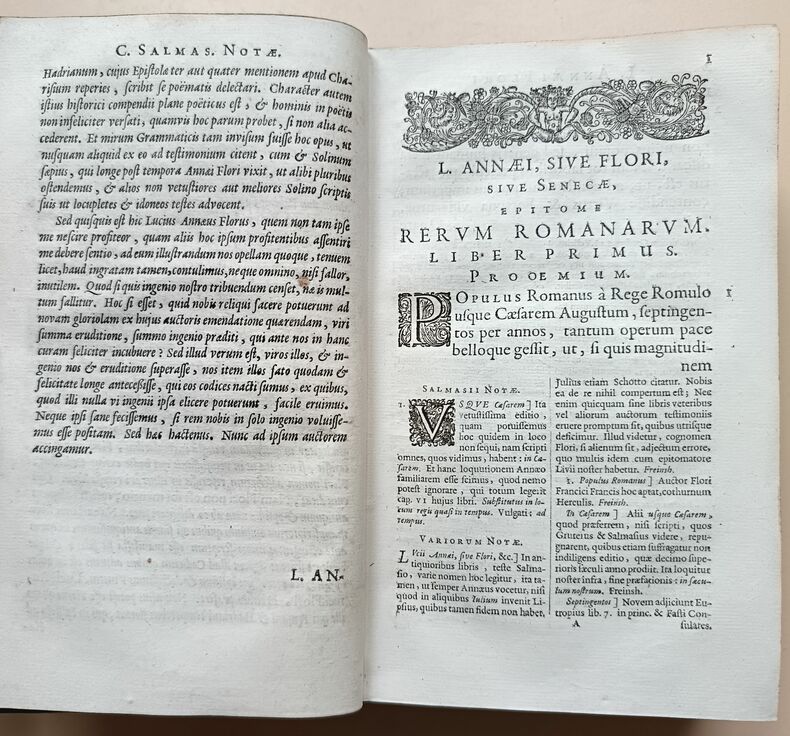 C. SALMAS. NOTÆ.
Hadrianum, cujus Epistolæ ter aut quater mentionem apud Cha-
risium reperies, scribit se poëmatis delectari. Character autem
istius historici compendii plane poëticus est, & hominis in poëtis
non infeliciter versati, quamvis hoc parum probet, si non alia ac-
cederent. Et mirum Grammaticis tam invisum fuisse hoc opus, ut
nusquam aliquid ex eo ad testimonium citent, cum & Solinum
sæpius, qui longe post tempora Annæi Flori vixit, ut alibi pluribus
ostendemus, & alios non vetustiores aut meliores Solino scriptis
suis ut locupletes & idoneos testes advocent.
Sed quisquis est hic Lucius Annæus Florus, quem non tam ipse
me nescire profiteor, quam aliis hoc ipsum profitentibus assentiri
me debere sentio, ad eum illustrandum nos opellam quoque, tenuem
licet, haud ingratam tamen, contulimus, neque omnino, nisi fallor,
inutilem. Quod si quis ingenio nostro tribuendum censet, næ is mul-
tum fallitur. Hoc si esset, quid nobis reliqui facere potuerunt ad
novam gloriolam ex hujus auctoris emendatione quærendam, viri
summa eruditione, summo ingenio præditi, qui ante nos in hanc
curam feliciter incubuere? Sed illud verum est, viros illos, & in-
genio nos & eruditione superasse, nos item illos fato quodam &
felicitate longe antecessisse, qui eos codices nacti sumus, ex quibus,
quod illi nulla vi ingenii ipsa elicere potuerunt, facile eruimus.
Neque ipsi sane fecissemus, si rem nobis in solo ingenio voluisse-
mus esse positam. Sed hæc hactenus. Nunc ad ipsum auctorem
accingamur.
L. AN-
1
L. ANNÆI, SIVE FLORI,
SIVE SENECÆ,
EPITOME
RERVM ROMANARVM.
LIBER PRIMUS.
PROOEMIUM.
POPULUS Romanus à Rege Romulo 1
usque Cæsarem Augustum, septingen-
tos per annos, tantum operum pace
belloque gessit, ut, si quis magnitudi-
nem
SALMASII NOTÆ.
1. VSQVE Cæsarem] Ita
vetustissima editio,
quam potuissemus
hoc quidem in loco
non sequi, nam scripti
omnes, quos vidimus, habent: in Cæ-
sarem. Et hanc loquutionem Annæo
familiarem esse scimus, quod nemo
potest ignorare, qui totum legerit
cap. VI hujus libri. Substitutus in lo-
cum regu quasi in tempus. Vulgati: ad
tempus.
VARIORUM NOTÆ.
LVcii Annæi, sive Flori, &c.] In an-
tiquioribus libris, teste Salma-
sio, varie nomen hoc legitur, ita ta-
men, ut semper Annæus vocetur, nisi
quod in aliquibus Iulium invenit Li-
psius, quibus tamen fidem non habet,
Julius etiam Schotto citatur. Nobis
ea de re nihil compertum est; Nec
enim quicquam sine libris veteribus
vel aliorum auctorum testimoniis
eruere promptum sit, quibus utrisque
deficimur. Illud videtur, cognomen
Flori, si alienum sit, adjectum errore,
quo multis idem cum epitomatore
Livii noster habetur. Freinsh.
1. Populus Romanus] Auctor Flori
Francici Francis hoc aptat, cothurnum
Herculis. Freinsh.
In Cæsarem] Alii usque Cæsarem,
quod præferrem, nisi scripti, quos
Gruterus & Salmasius videre, repu-
gnarent, quibus etiam suffragatur non
indiligens editio, quæ decimo supe-
rioris sæculi anno prodiit. Ita loquitur
noster infra, fine præfationis: in sæcu-
lum nostrum. Freinsh.
Septingentos] Novem adjiciunt Eu-
tropius lib. 7. in princ. & Fasti Con-
A
sulares.